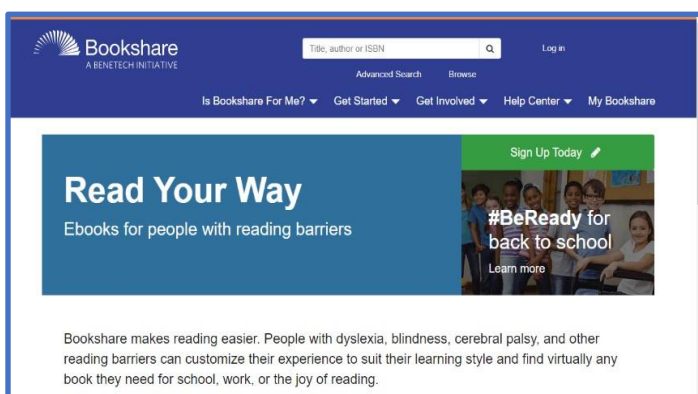 Bookshare
A BENETECH INITIATIVE
Title, author or ISBN
Log in
Advanced Search Browse
Is Bookshare For Me? Get Started Get Involved Help Center My Bookshare
Read Your Way
Ebooks for people with reading barriers
Sign Up Today
#BeReady for
back to school
Learn more
Bookshare makes reading easier. People with dyslexia, blindness, cerebral palsy, and other
reading barriers can customize their experience to suit their learning style and find virtually any
book they need for school, work, or the joy of reading.